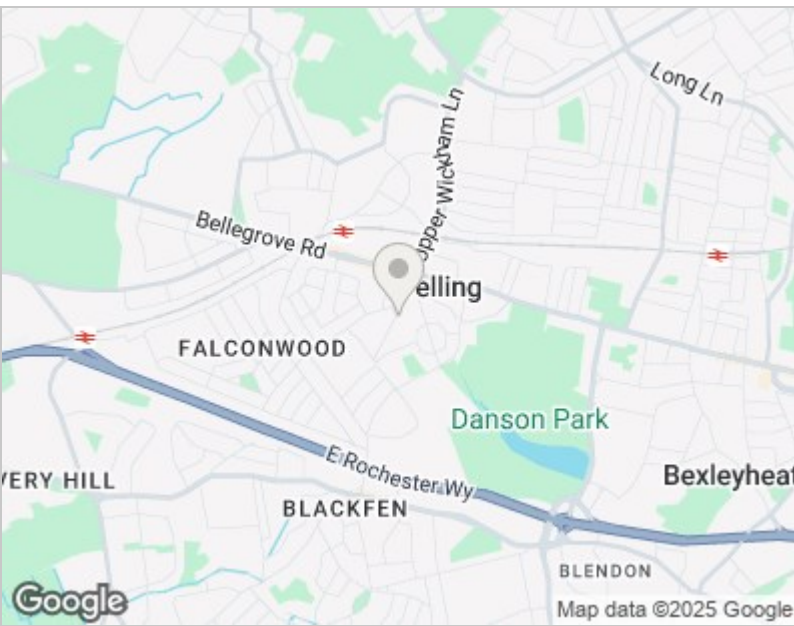 Long Ln
Upper Wickham Ln
Bellegrove Rd
elling
FALCONWOOD
Danson Park
E Rochester Wy
VERY HILL
Bexleyheat
BLACKFEN
BLENDON
Google
Map data ©2025 Google